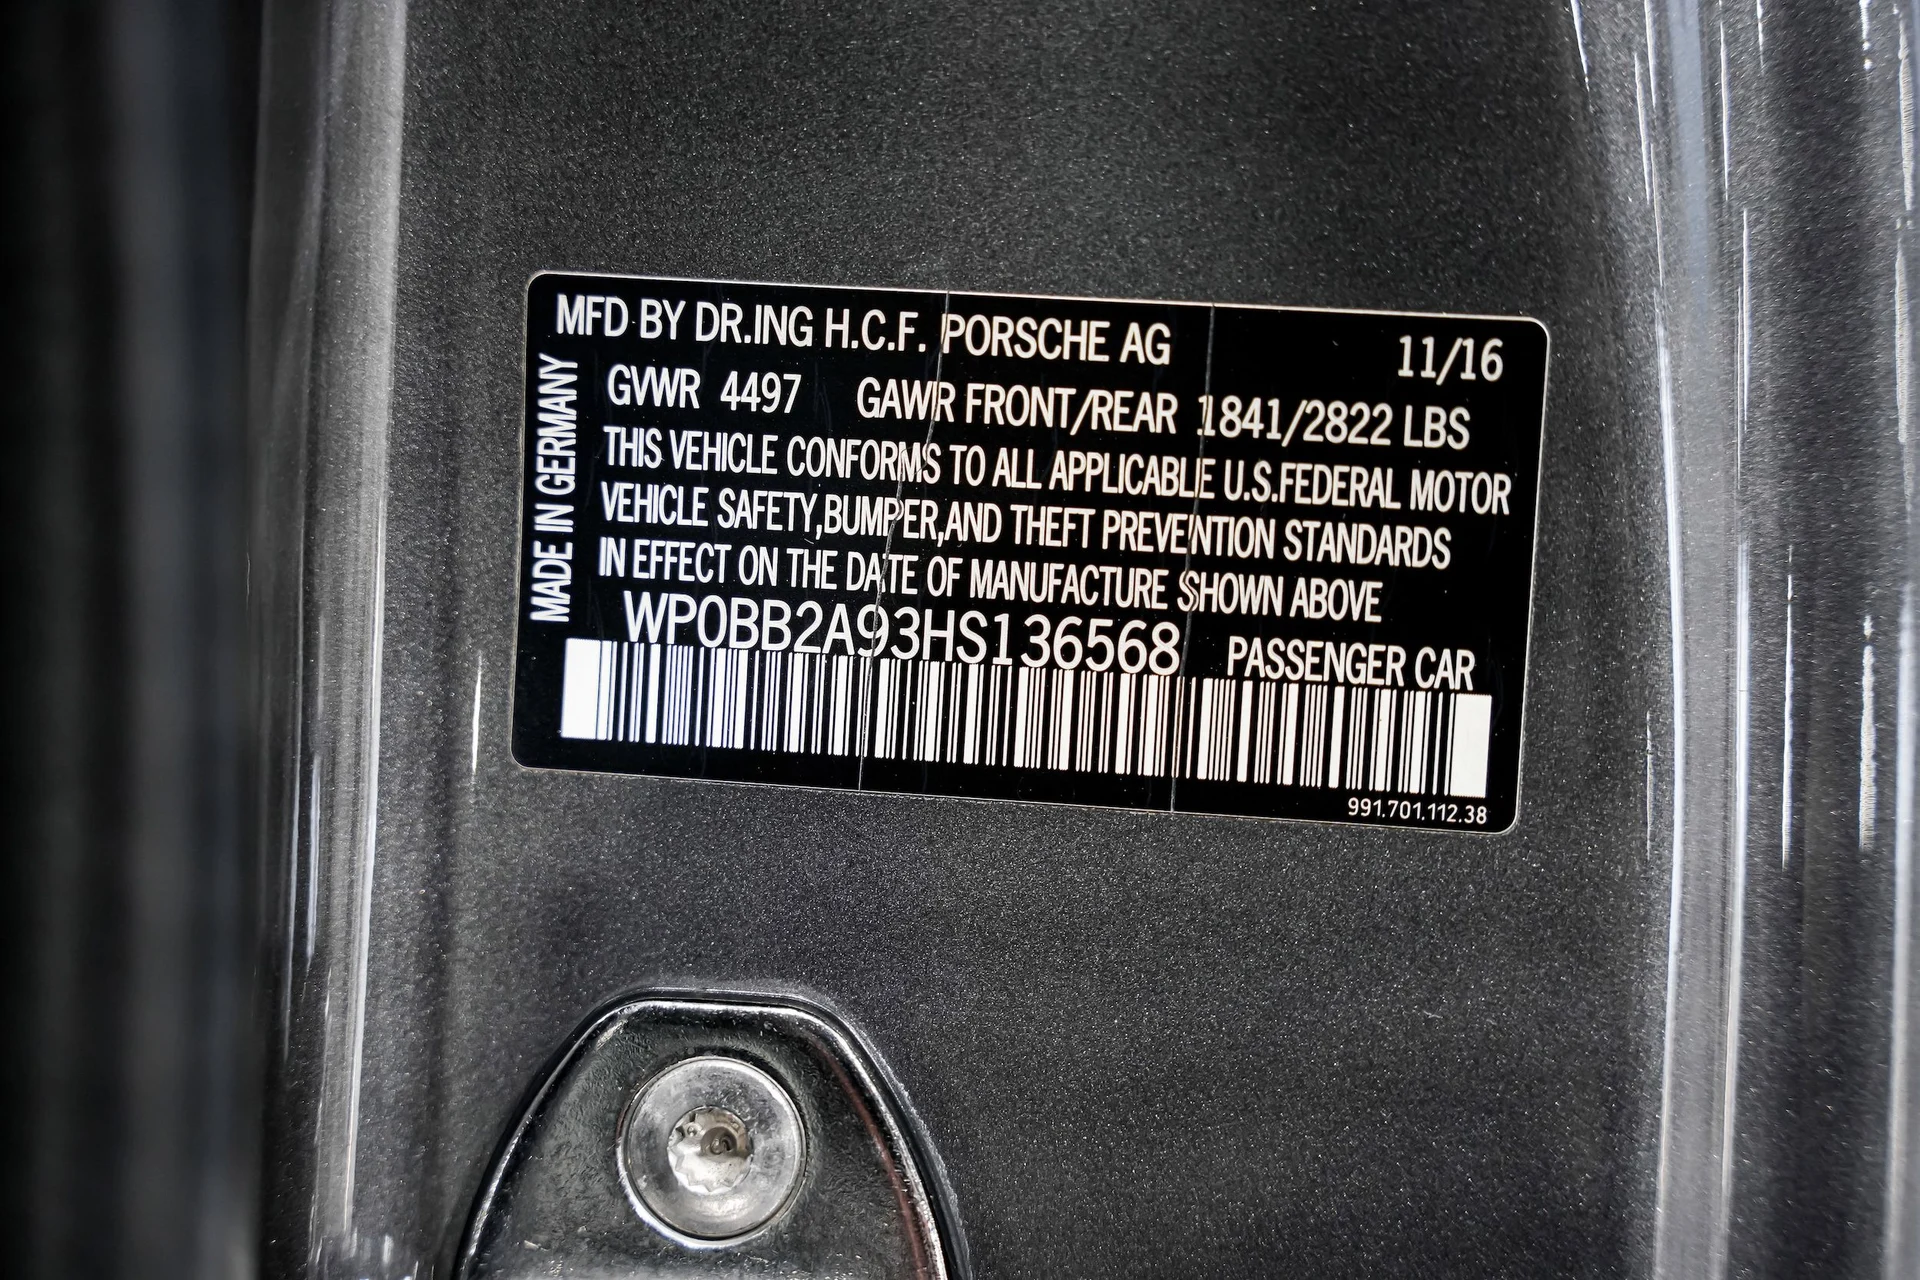 MFD BY DR.ING H.C.F. PORSCHE AG 11/16
MADE IN GERMANY
GVWR 4497 GAWR FRONT/REAR 1841/2822 LBS
THIS VEHICLE CONFORMS TO ALL APPLICABLE U.S.FEDERAL MOTOR
VEHICLE SAFETY,BUMPER,AND THEFT PREVENTION STANDARDS
IN EFFECT ON THE DATE OF MANUFACTURE SHOWN ABOVE
WP0BB2A93HS136568 PASSENGER CAR
991.701.112.38